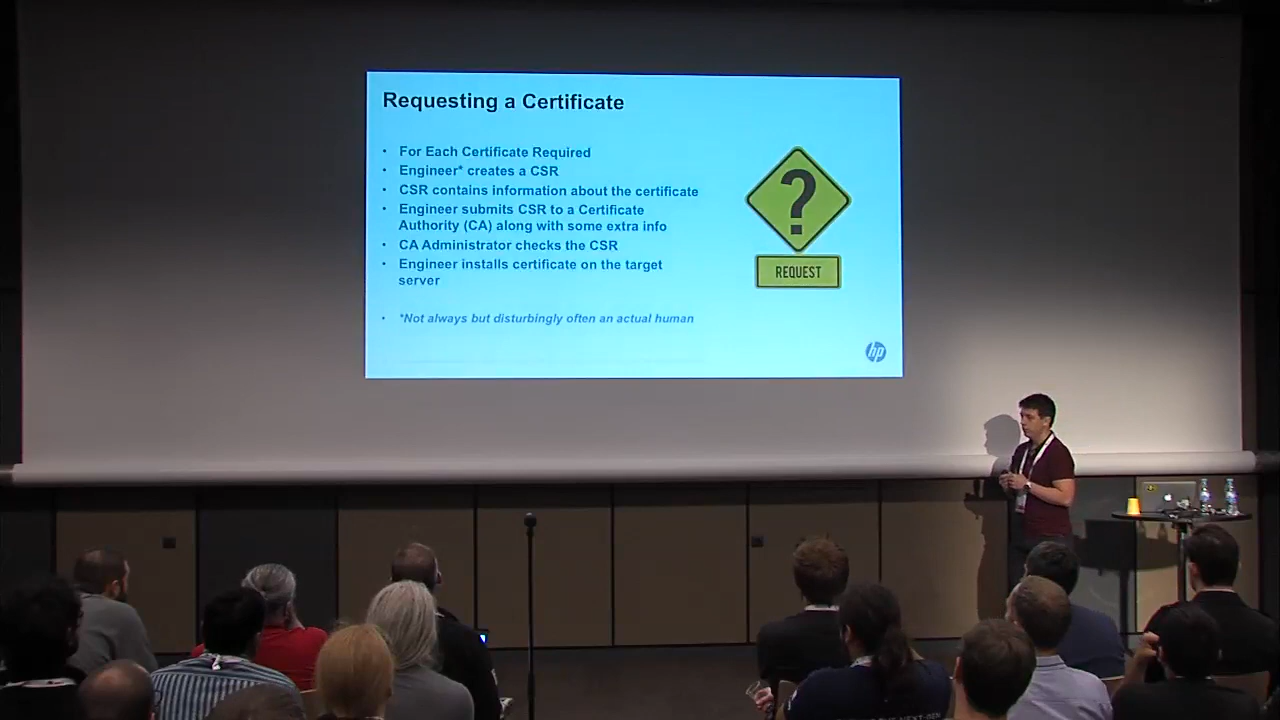 Requesting a Certificate
• For Each Certificate Required
• Engineer* creates a CSR
• CSR contains information about the certificate
• Engineer submits CSR to a Certificate
Authority (CA) along with some extra info
• CA Administrator checks the CSR
• Engineer installs certificate on the target
server
• *Not always but disturbingly often an actual human
?
REQUEST
hp